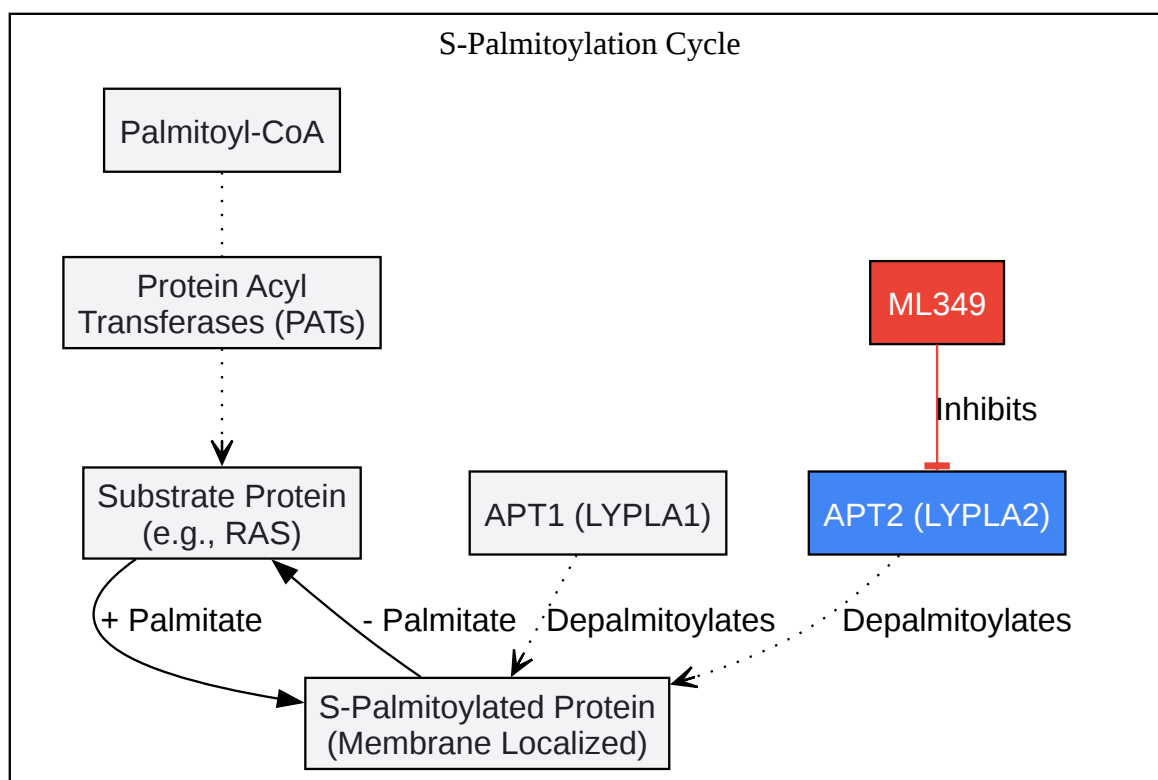 S-Palmitoylation Cycle
Palmitoyl-CoA
Protein Acyl
Transferases (PATs)
ML349
Inhibits
Substrate Protein
(e.g., RAS)
APT1 (LYPLA1)
APT2 (LYPLA2)
+ Palmitate
- Palmitate
Depalmitoylates
Depalmitoylates
S-Palmitoylated Protein
(Membrane Localized)